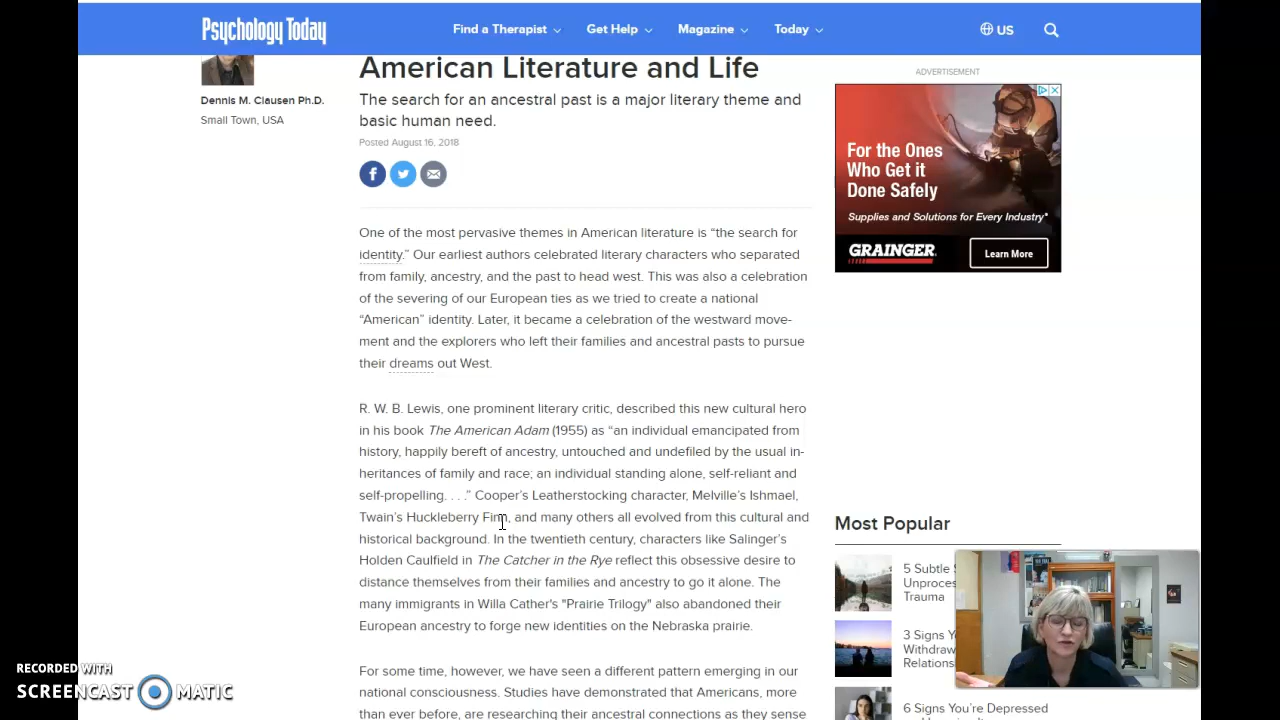 Psychology Today
Find a Therapist
Get Help
Magazine
Today
US
American Literature and Life
The search for an ancestral past is a major literary theme and
basic human need.
Posted August 16, 2018
Dennis M. Clausen Ph.D.
Small Town, USA
One of the most pervasive themes in American literature is “the search for
identity.” Our earliest authors celebrated literary characters who separated
from family, ancestry, and the past to head west. This was also a celebration
of the severing of our European ties as we tried to create a national
“American” identity. Later, it became a celebration of the westward move-
ment and the explorers who left their families and ancestral pasts to pursue
their dreams out West.
R. W. B. Lewis, one prominent literary critic, described this new cultural hero
in his book The American Adam (1955) as “an individual emancipated from
history, happily bereft of ancestry, untouched and undefiled by the usual in-
heritances of family and race; an individual standing alone, self-reliant and
self-propelling. . . .” Cooper’s Leatherstocking character, Melville’s Ishmael,
Twain’s Huckleberry Finn, and many others all evolved from this cultural and
historical background. In the twentieth century, characters like Salinger’s
Holden Caulfield in The Catcher in the Rye reflect this obsessive desire to
distance themselves from their families and ancestry to go it alone. The
many immigrants in Willa Cather's "Prairie Trilogy" also abandoned their
European ancestry to forge new identities on the Nebraska prairie.
For some time, however, we have seen a different pattern emerging in our
national consciousness. Studies have demonstrated that Americans, more
than ever before, are researching their ancestral connections as they sense
ADVERTISEMENT
For the Ones
Who Get it
Done Safely
Supplies and Solutions for Every Industry*
GRAINGER
Learn More
Most Popular
5 Subtle S
Unproces
Trauma
3 Signs Y
Withdraw
Relations
6 Signs You’re Depressed
RECORDED WITH
SCREENCAST MATIC